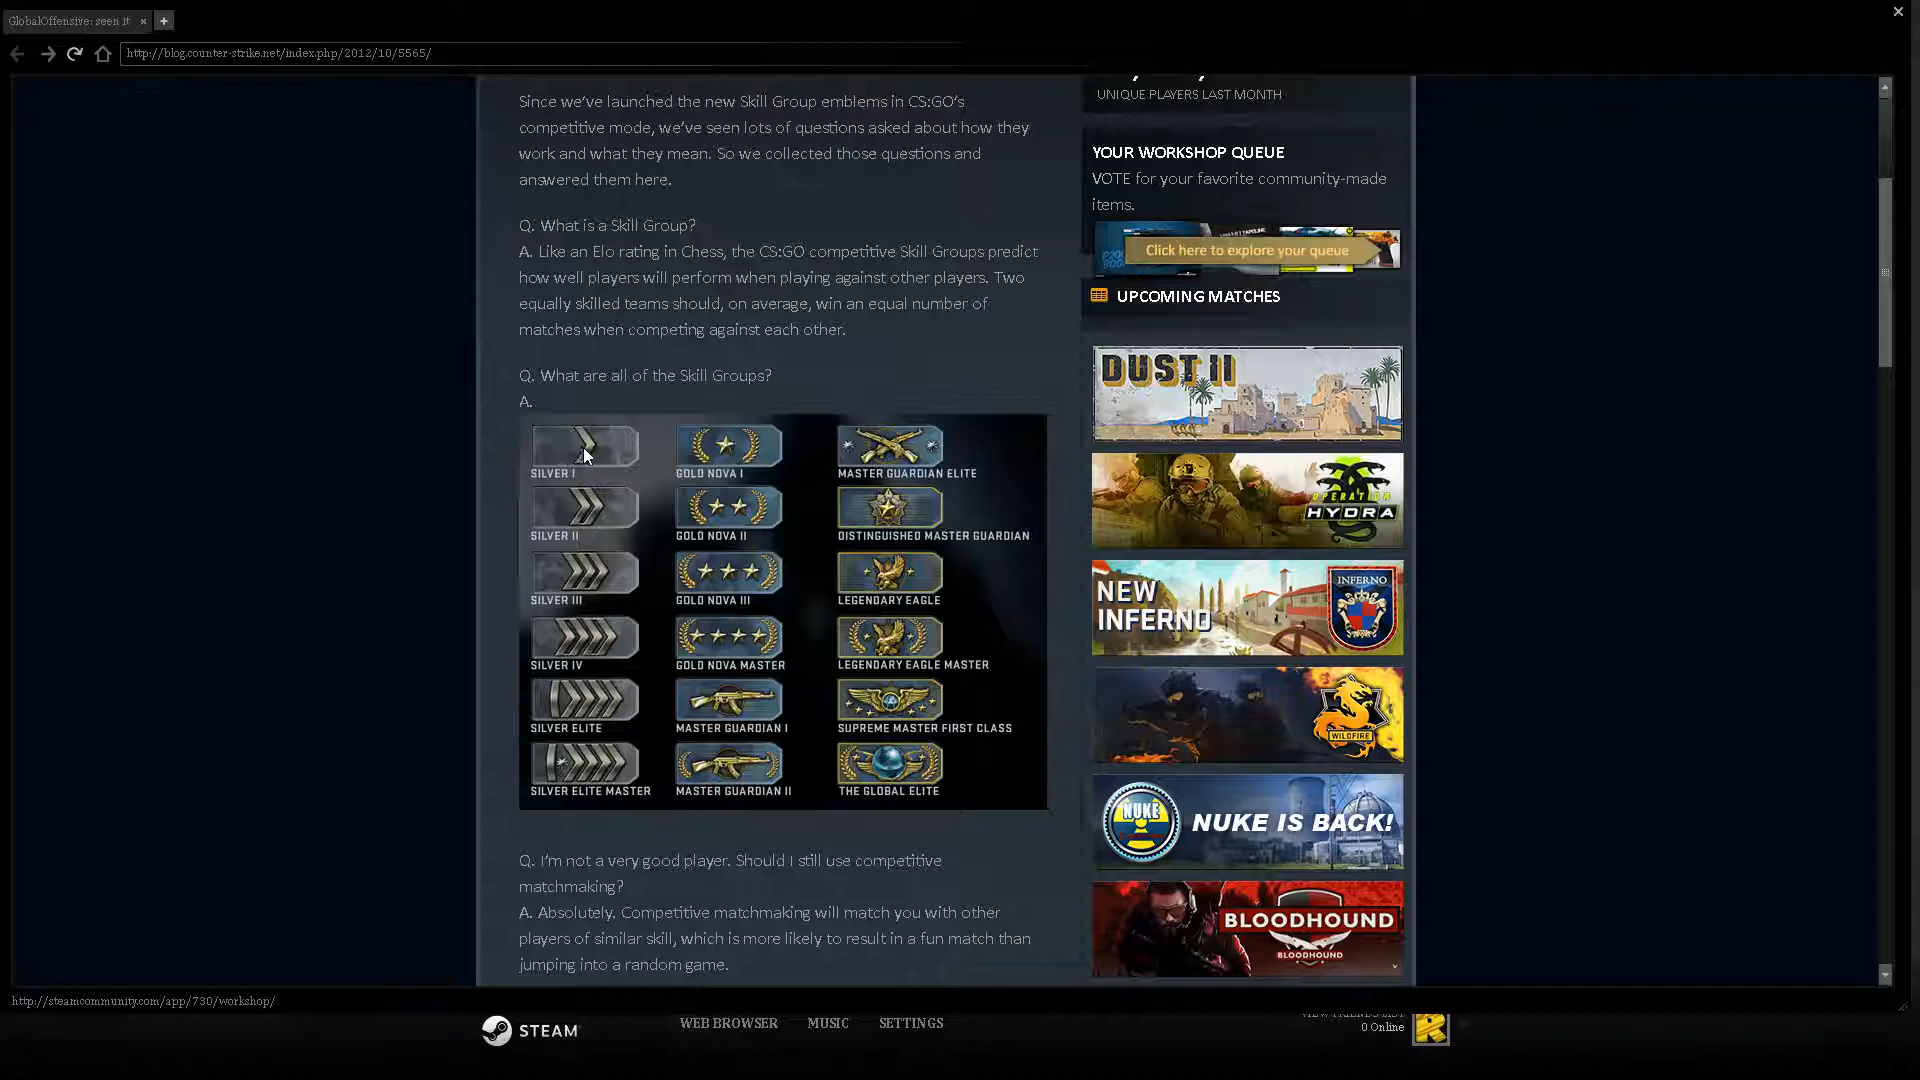 GlobalOffensive: seen it
http://blog.counter-strike.net/index.php/2012/10/5565/
Since we've launched the new Skill Group emblems in CS:GO's
competitive mode, we've seen lots of questions asked about how they
work and what they mean. So we collected those questions and
answered them here.
Q. What is a Skill Group?
A. Like an Elo rating in Chess, the CS:GO competitive Skill Groups predict
how well players will perform when playing against other players. Two
equally skilled teams should, on average, win an equal number of
matches when competing against each other.
Q. What are all of the Skill Groups?
A.
SILVER I
GOLD NOVA I
MASTER GUARDIAN ELITE
SILVER II
GOLD NOVA II
DISTINGUISHED MASTER GUARDIAN
SILVER III
GOLD NOVA III
LEGENDARY EAGLE
SILVER IV
GOLD NOVA MASTER
LEGENDARY EAGLE MASTER
SILVER ELITE
MASTER GUARDIAN I
SUPREME MASTER FIRST CLASS
SILVER ELITE MASTER
MASTER GUARDIAN II
THE GLOBAL ELITE
Q. I'm not a very good player. Should I still use competitive
matchmaking?
A. Absolutely. Competitive matchmaking will match you with other
players of similar skill, which is more likely to result in a fun match than
jumping into a random game.
UNIQUE PLAYERS LAST MONTH
YOUR WORKSHOP QUEUE
VOTE for your favorite community-made
items.
Click here to explore your queue
UPCOMING MATCHES
DUST II
OPERATION
HYDRA
NEW
INFERNO
INFERNO
WILDFIRE
NUKE
NUKE IS BACK!
BLOODHOUND
BLOODHOUND
http://steamcommunity.com/app/730/workshop/
STEAM
WEB BROWSER
MUSIC
SETTINGS
VIEW FRIENDS LIST
0 Online